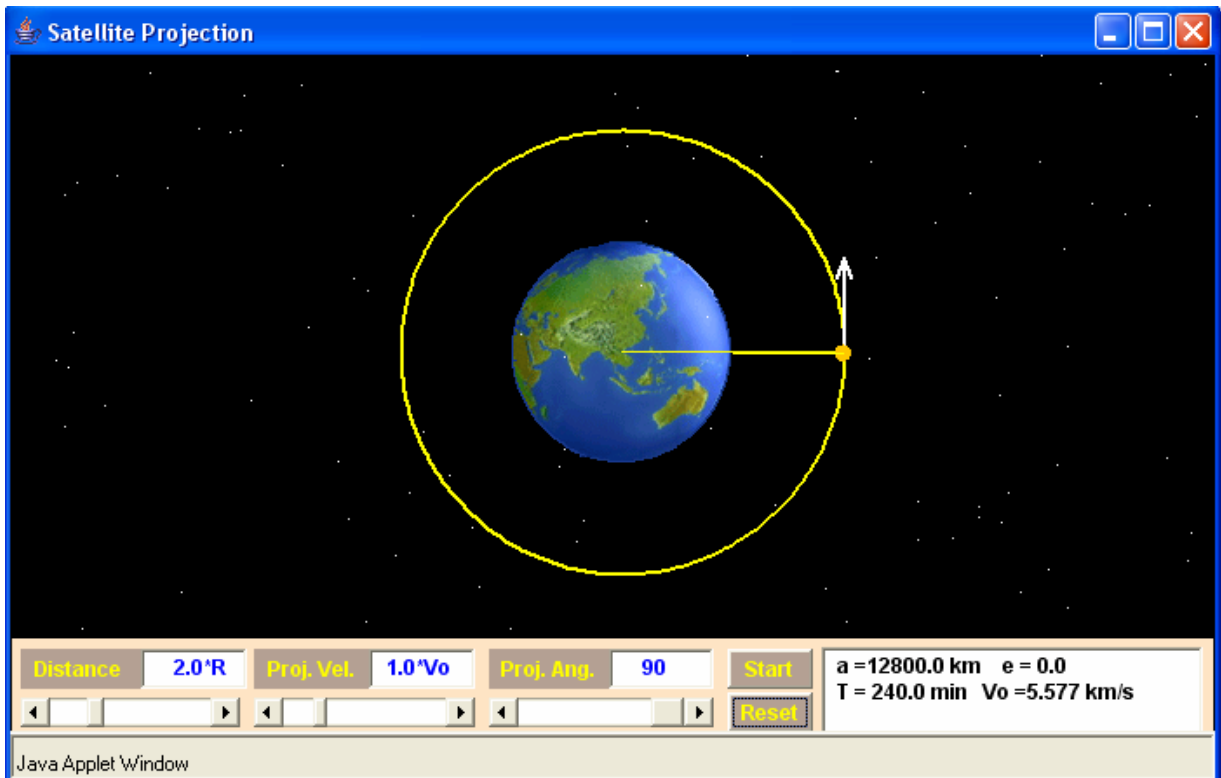 Satellite Projection
Distance 2.0*R Proj. Vel. 1.0*Vo Proj. Ang. 90 Start
Reset
a =12800.0 km e = 0.0
T = 240.0 min Vo =5.577 km/s
Java Applet Window